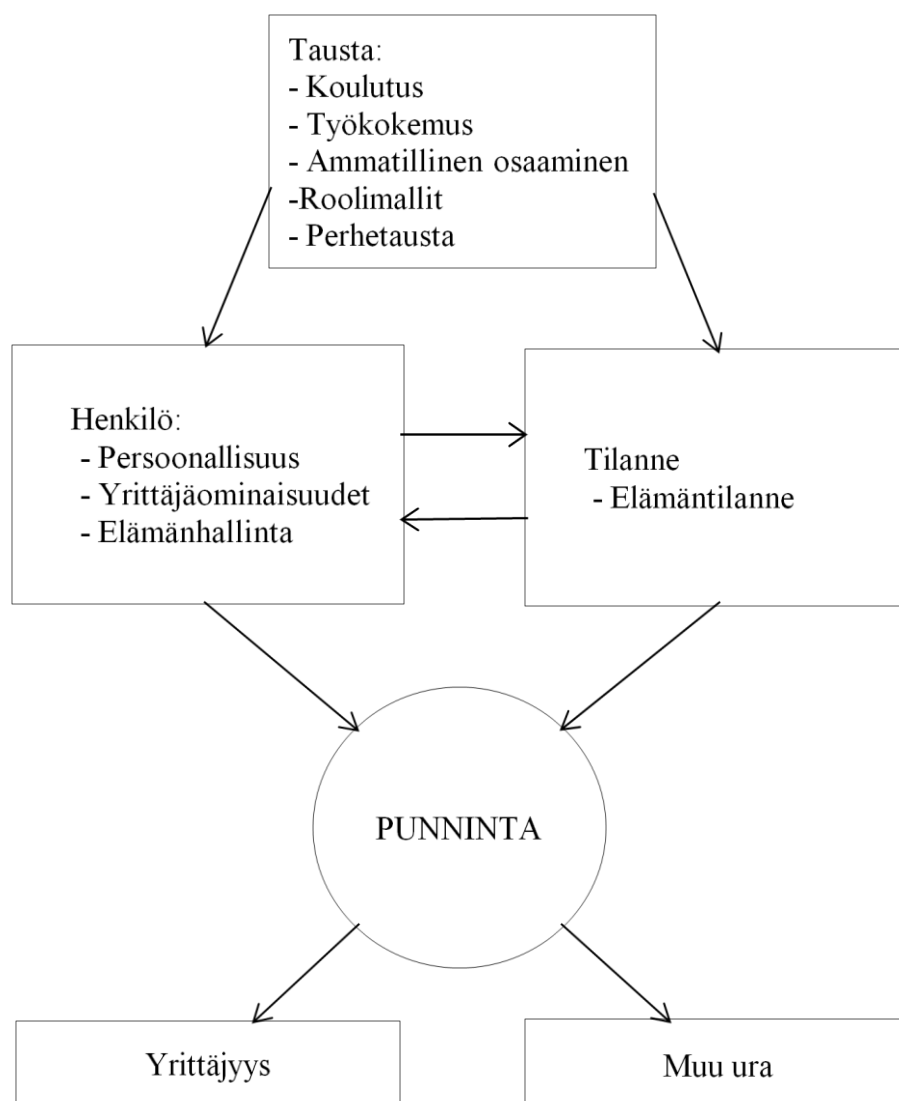 Tausta:
- Koulutus
- Työkokemus
- Ammatillinen osaaminen
-Roolimallit
- Perhetausta
Henkilö:
- Persoonallisuus
- Yrittäjäominaisuudet
- Elämänhallinta
Tilanne
- Elämäntilanne
PUNNINTA
Yrittäjyys
Muu ura